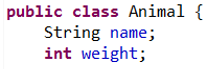 public class Animal {
String name;
int weight;